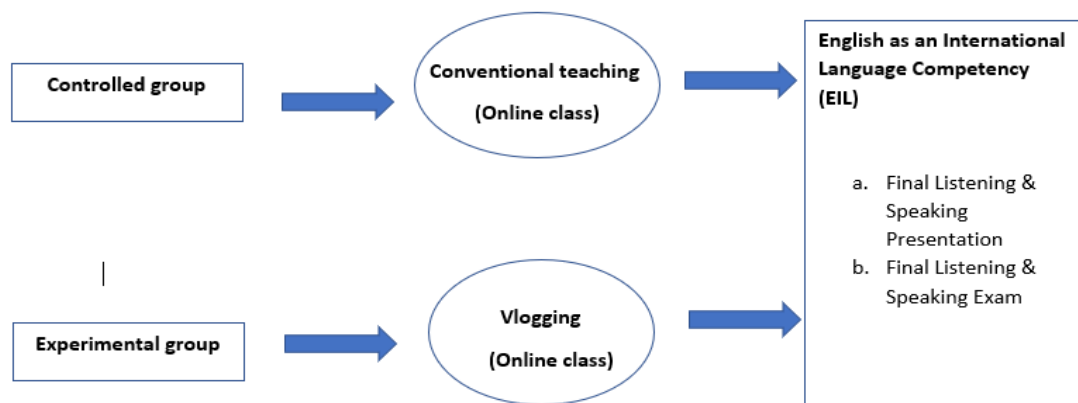 Controlled group
Conventional teaching
(Online class)
English as an International
Language Competency
(EIL)
a. Final Listening &
Speaking
Presentation
b. Final Listening &
Speaking Exam
Experimental group
Vlogging
(Online class)